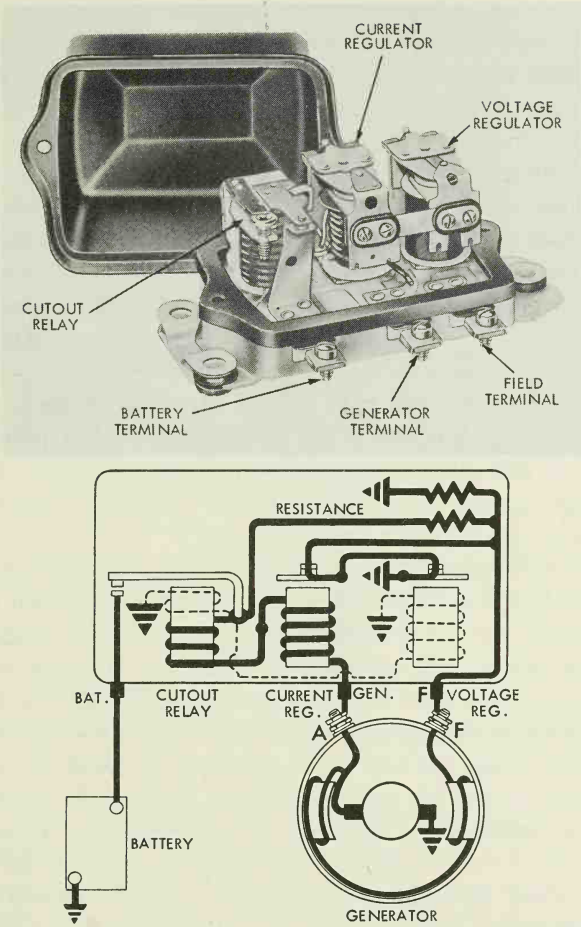 CURRENT
REGULATOR
VOLTAGE
REGULATOR
CUTOUT
RELAY
BATTERY
TERMINAL
GENERATOR
TERMINAL
FIELD
TERMINAL
RESISTANCE
BAT.
CUTOUT
RELAY
CURRENT
REG.
GEN.
F
VOLTAGE
REG.
A
F
BATTERY
GENERATOR